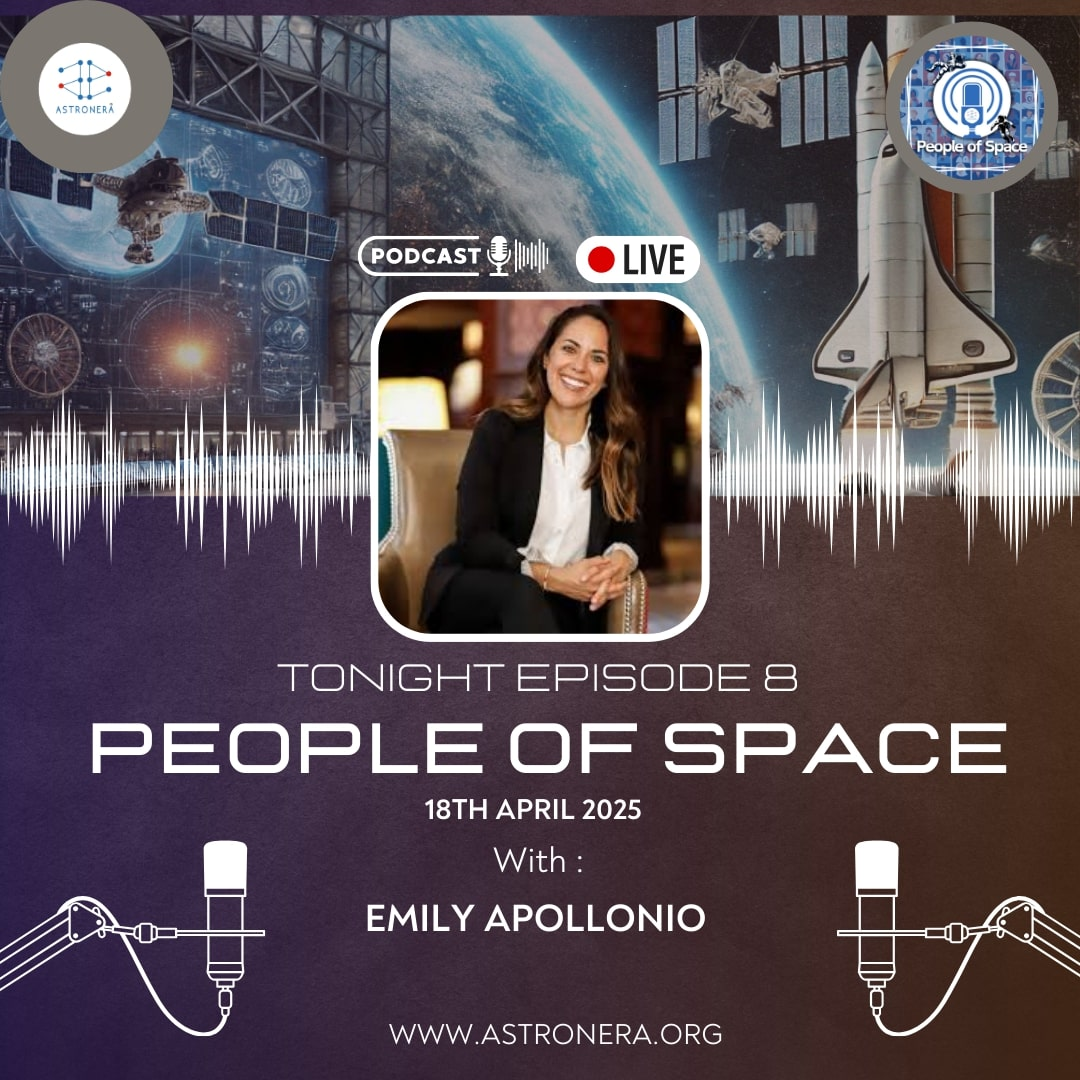 ASTRONERA
People of Space
PODCAST
LIVE
TONIGHT EPISODE 8
PEOPLE OF SPACE
18TH APRIL 2025
With :
EMILY APOLLONIO
WWW.ASTRONERA.ORG